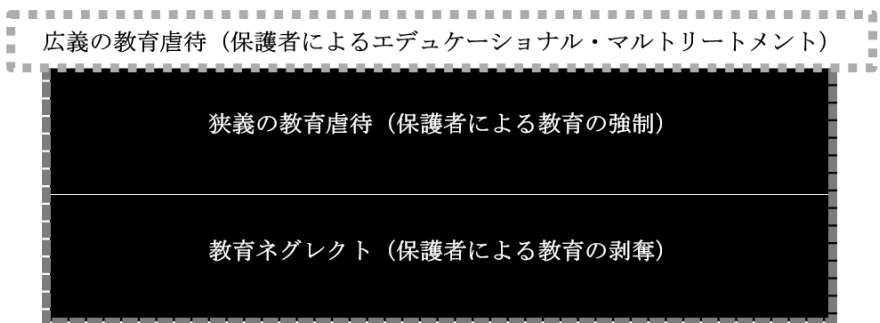 広義の教育虐待（保護者によるエデュケーショナル・マルトリートメント）
狭義の教育虐待（保護者による教育の強制）
教育ネグレクト（保護者による教育の剥奪）